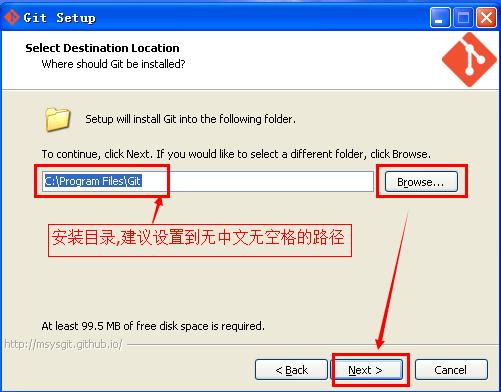 Git Setup
Select Destination Location
Where should Git be installed?
Setup will install Git into the following folder.
To continue, click Next. If you would like to select a different folder, click Browse.
C:\Program Files\Git
Browse...
安装目录,建议设置到无中文无空格的路径
At least 99.5 MB of free disk space is required.
http://msysgit.github.io/
< Back
Next >
Cancel